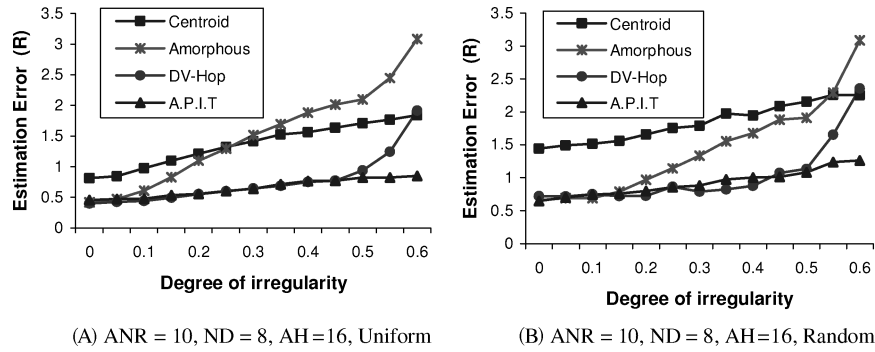 3.5
3
2.5
2
1.5
1
0.5
0
Estimation Error (R)
Centroid
Amorphous
DV-Hop
A.P.I.T
0 0.1 0.2 0.3 0.4 0.5 0.6
Degree of irregularity
(A) ANR = 10, ND = 8, AH=16, Uniform
3.5
3
2.5
2
1.5
1
0.5
0
Estimation Error (R)
Centroid
Amorphous
DV-Hop
A.P.I.T
0 0.1 0.2 0.3 0.4 0.5 0.6
Degree of irregularity
(B) ANR = 10, ND = 8, AH=16, Random